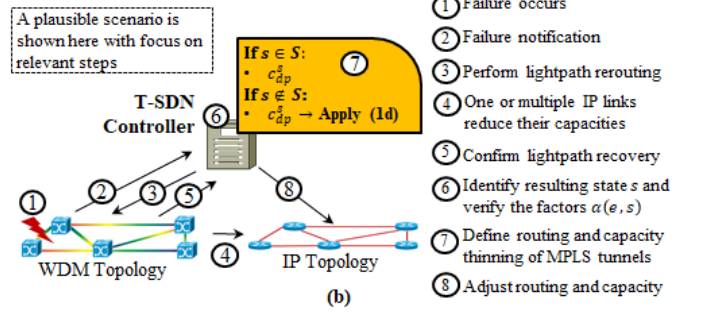 A plausible scenario is
shown here with focus on
relevant steps
T-SDN
Controller
If s ∈ S:
• c^s_dp
If s ∉ S:
• c^s_dp → Apply (1d)
7
6
1
2
3
5
8
4
WDM Topology
IP Topology
(b)
1 Failure occurs
2 Failure notification
3 Perform lightpath rerouting
4 One or multiple IP links
reduce their capacities
5 Confirm lightpath recovery
6 Identify resulting state s and
verify the factors α(e, s)
7 Define routing and capacity
thinning of MPLS tunnels
8 Adjust routing and capacity